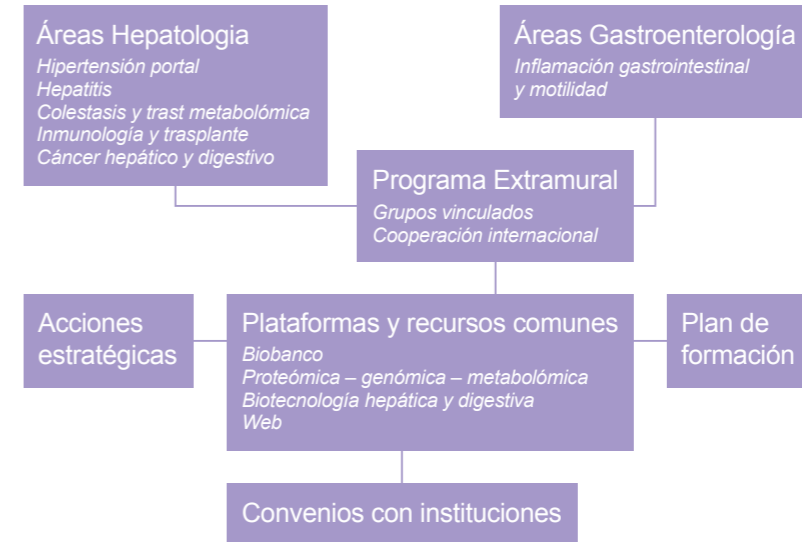 Áreas Hepatologia
Hipertensión portal
Hepatitis
Colestasis y trast metabolómica
Inmunología y trasplante
Cáncer hepático y digestivo
Áreas Gastroenterología
Inflamación gastrointestinal
y motilidad
Programa Extramural
Grupos vinculados
Cooperación internacional
Acciones
estratégicas
Plataformas y recursos comunes
Biobanco
Proteómica – genómica – metabolómica
Biotecnología hepática y digestiva
Web
Plan de
formación
Convenios con instituciones